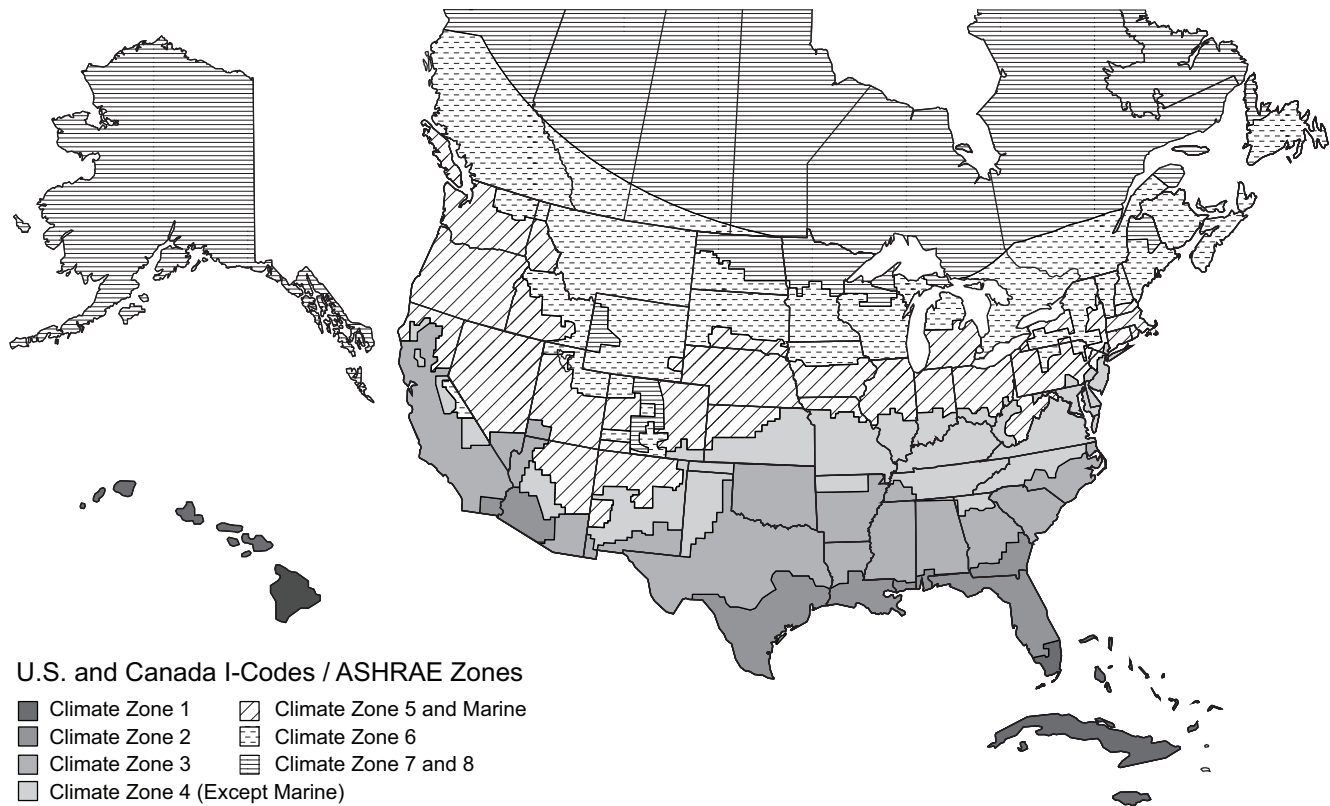 U.S. and Canada I-Codes / ASHRAE Zones
Climate Zone 1
Climate Zone 2
Climate Zone 3
Climate Zone 4 (Except Marine)
Climate Zone 5 and Marine
Climate Zone 6
Climate Zone 7 and 8